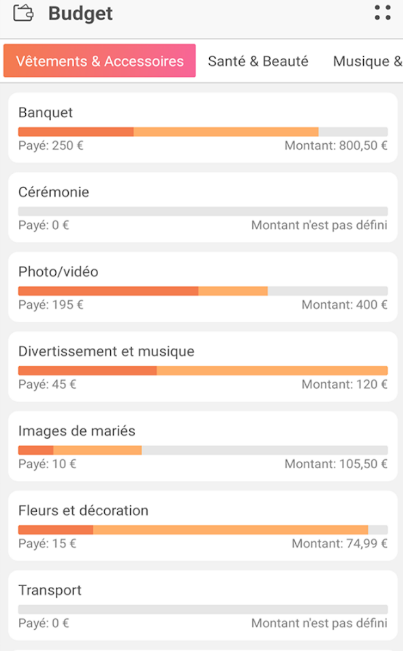 Budget
Vêtements & Accessoires Santé & Beauté Musique &
Banquet
Payé: 250 € Montant: 800,50 €
Cérémonie
Payé: 0 € Montant n'est pas défini
Photo/vidéo
Payé: 195 € Montant: 400 €
Divertissement et musique
Payé: 45 € Montant: 120 €
Images de mariés
Payé: 10 € Montant: 105,50 €
Fleurs et décoration
Payé: 15 € Montant: 74,99 €
Transport
Payé: 0 € Montant n'est pas défini